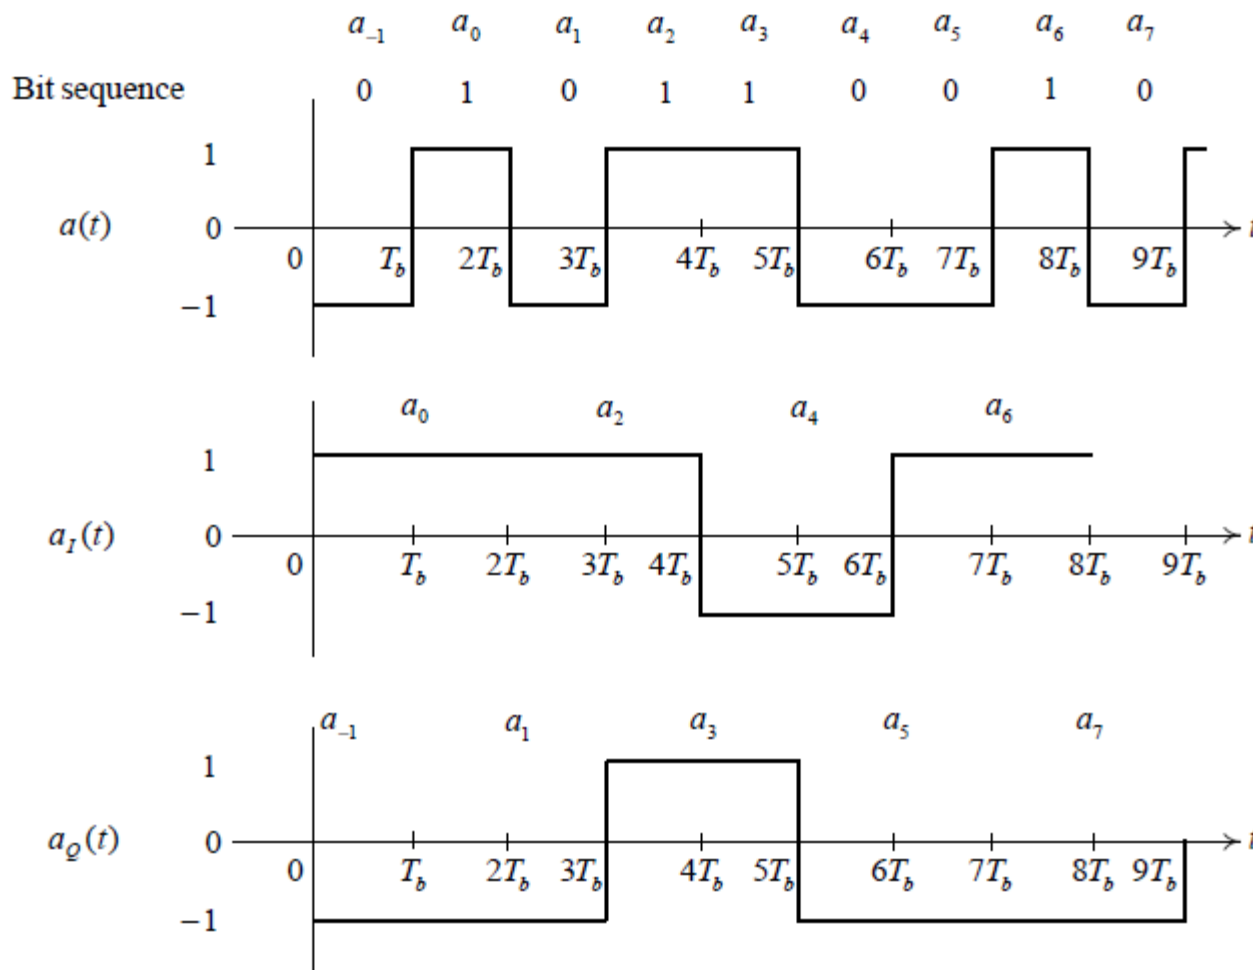 a₋₁ a₀ a₁ a₂ a₃ a₄ a₅ a₆ a₇
Bit sequence 0 1 0 1 1 0 0 1 0
1
a(t) 0 t
0 T_b 2T_b 3T_b 4T_b 5T_b 6T_b 7T_b 8T_b 9T_b
−1
a₀ a₂ a₄ a₆
1
a_I(t) 0 t
0 T_b 2T_b 3T_b 4T_b 5T_b 6T_b 7T_b 8T_b 9T_b
−1
a₋₁ a₁ a₃ a₅ a₇
1
a_Q(t) 0 t
0 T_b 2T_b 3T_b 4T_b 5T_b 6T_b 7T_b 8T_b 9T_b
−1